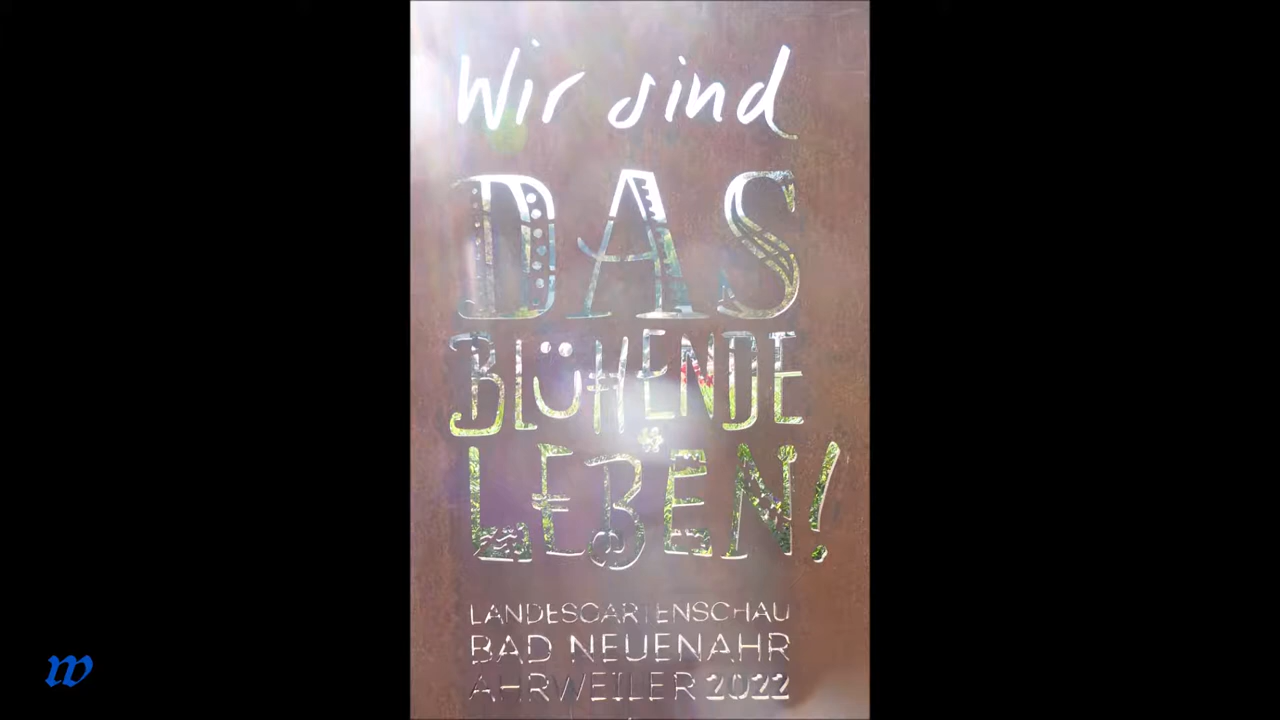 Wir sind
DAS
BLÜHENDE
LEBEN!
LANDESGARTENSCHAU
BAD NEUENAHR
AHRWEILER 2022
w